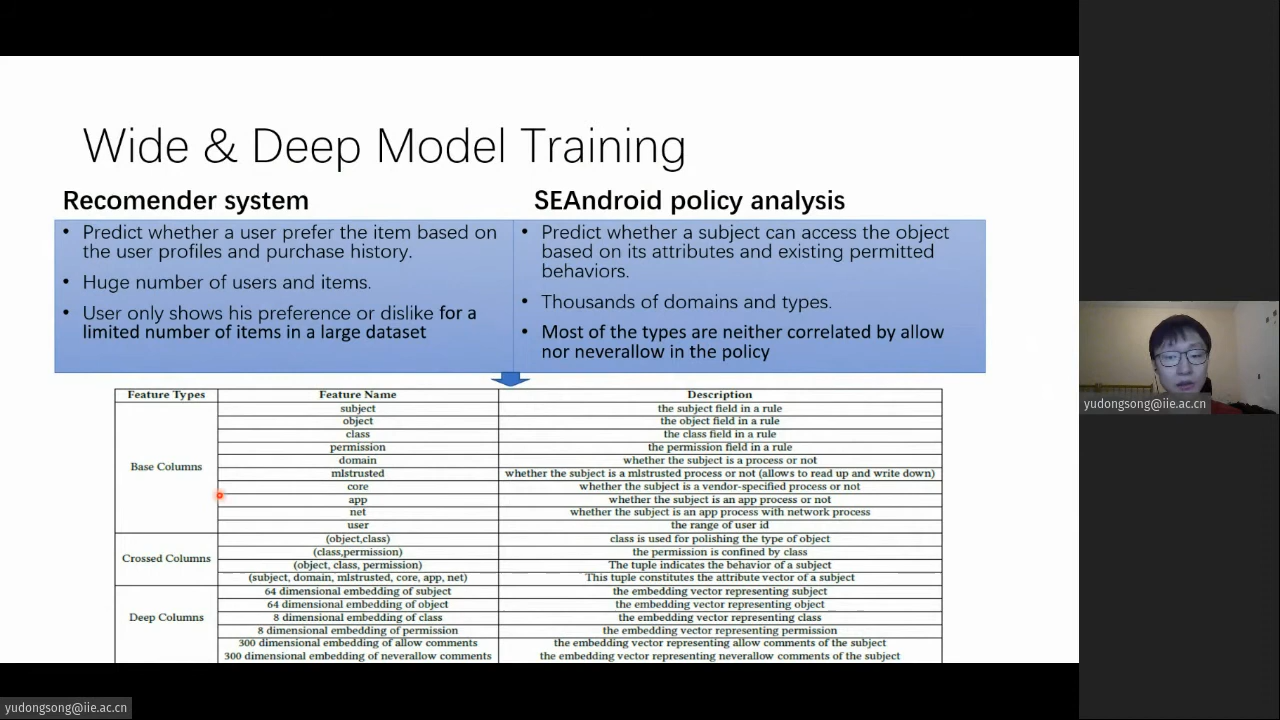 Wide & Deep Model Training
Recomender system
• Predict whether a user prefer the item based on
the user profiles and purchase history.
• Huge number of users and items.
• User only shows his preference or dislike for a
limited number of items in a large dataset
SEAndroid policy analysis
• Predict whether a subject can access the object
based on its attributes and existing permitted
behaviors.
• Thousands of domains and types.
• Most of the types are neither correlated by allow
nor neverallow in the policy
Feature Types Feature Name Description
Base Columns
subject the subject field in a rule
object the object field in a rule
class the class field in a rule
permission the permission field in a rule
domain whether the subject is a process or not
mlstrusted whether the subject is a mlstrusted process or not (allows to read up and write down)
core whether the subject is a vendor-specified process or not
app whether the subject is an app process or not
net whether the subject is an app process with network process
user the range of user id
Crossed Columns
(object,class) class is used for polishing the type of object
(class,permission) the permission is confined by class
(object, class, permission) The tuple indicates the behavior of a subject
(subject, domain, mlstrusted, core, app, net) This tuple constitutes the attribute vector of a subject
Deep Columns
64 dimensional embedding of subject the embedding vector representing subject
64 dimensional embedding of object the embedding vector representing object
8 dimensional embedding of class the embedding vector representing class
8 dimensional embedding of permission the embedding vector representing permission
300 dimensional embedding of allow comments the embedding vector representing allow comments of the subject
300 dimensional embedding of neverallow comments the embedding vector representing neverallow comments of the subject
yudongsong@iie.ac.cn
yudongsong@iie.ac.cn